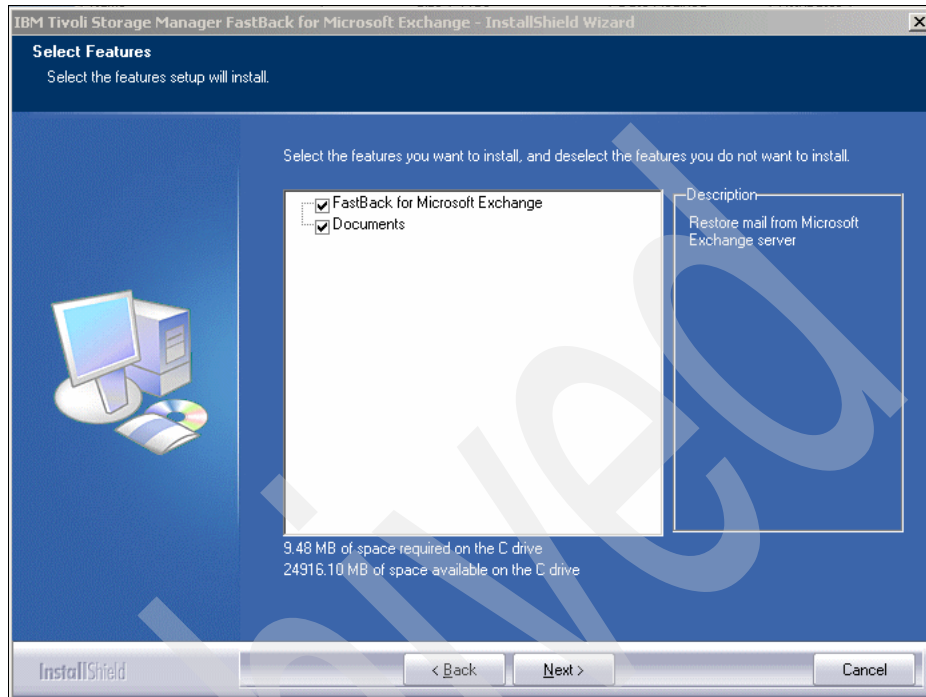 IBM Tivoli Storage Manager FastBack for Microsoft Exchange - InstallShield Wizard
Select Features
Select the features setup will install.
Select the features you want to install, and deselect the features you do not want to install.
FastBack for Microsoft Exchange
Documents
Description
Restore mail from Microsoft
Exchange server
9.48 MB of space required on the C drive
24916.10 MB of space available on the C drive
InstallShield
< Back
Next >
Cancel